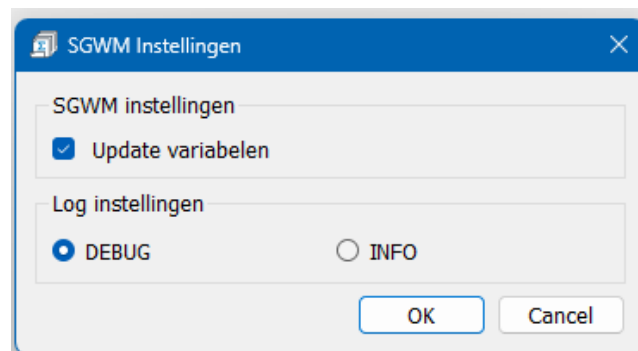 SGWM Instellingen
SGWM instellingen
Update variabelen
Log instellingen
DEBUG INFO
OK Cancel